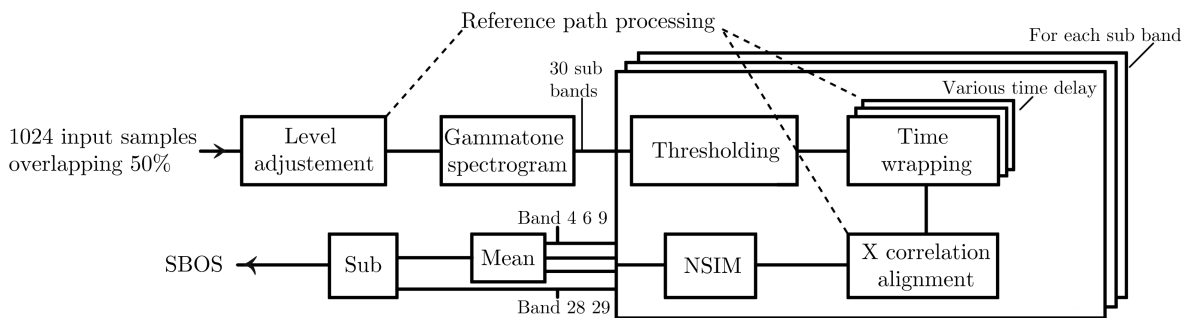 Reference path processing
For each sub band
30 sub
bands
Various time delay
1024 input samples
overlapping 50%
Level
adjustement
Gammatone
spectrogram
Thresholding
Time
wrapping
Band 4 6 9
SBOS
Sub
Mean
NSIM
X correlation
alignment
Band 28 29